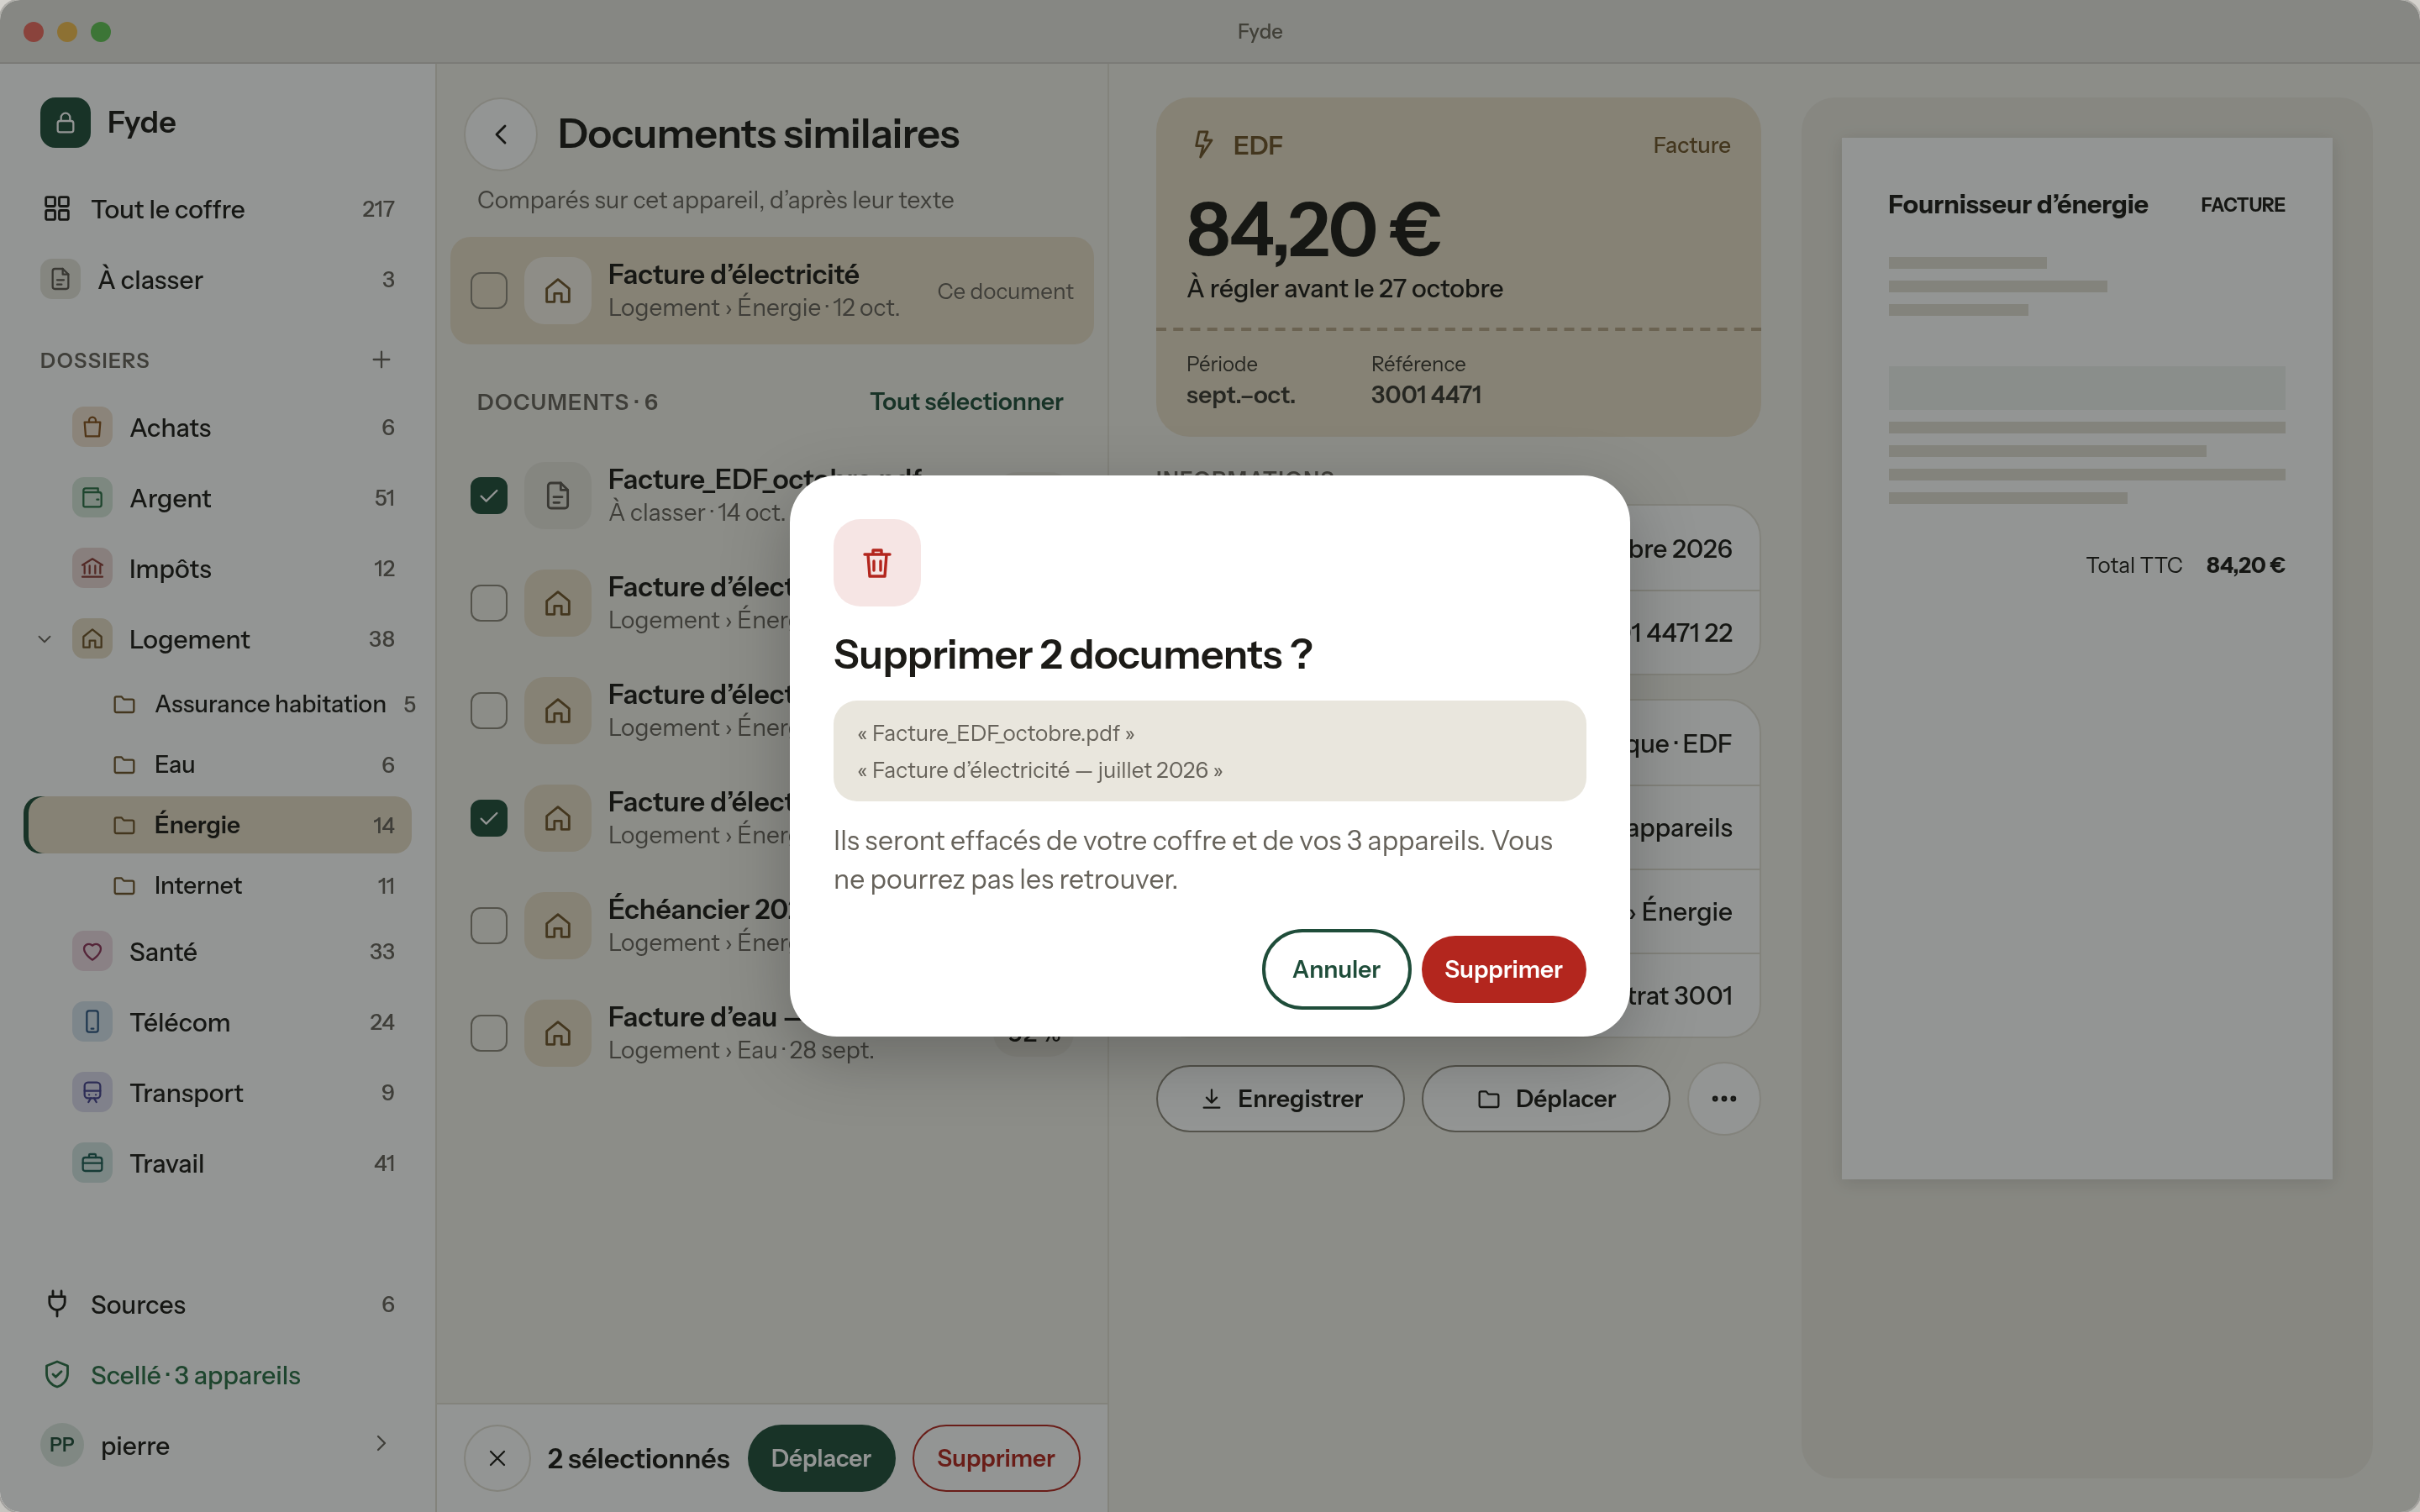 Fyde
Fyde
Tout le coffre 217
À classer 3
DOSSIERS
Achats 6
Argent 51
Impôts 12
Logement 38
Assurance habitation 5
Eau 6
Énergie 14
Internet 11
Santé 33
Télécom 24
Transport 9
Travail 41
Sources 6
Scellé · 3 appareils
PP pierre
Documents similaires
Comparés sur cet appareil, d’après leur texte
Facture d’électricité
Logement › Énergie · 12 oct.
Ce document
DOCUMENTS · 6 Tout sélectionner
Facture_EDF_octobre.pdf
À classer · 14 oct.
Facture d’élect
Logement › Éner
Facture d’élect
Logement › Éner
Facture d’élect
Logement › Éner
Échéancier 202
Logement › Éner
Facture d’eau —
Logement › Eau · 28 sept.
2 sélectionnés Déplacer Supprimer
EDF Facture
84,20 €
À régler avant le 27 octobre
Période Référence
sept.–oct. 3001 4471
INFORMATIONS
bre 2026
1 4471 22
que · EDF
appareils
› Énergie
trat 3001
Enregistrer Déplacer
Supprimer 2 documents ?
« Facture_EDF_octobre.pdf »
« Facture d’électricité — juillet 2026 »
Ils seront effacés de votre coffre et de vos 3 appareils. Vous
ne pourrez pas les retrouver.
Annuler Supprimer
Fournisseur d’énergie FACTURE
Total TTC 84,20 €